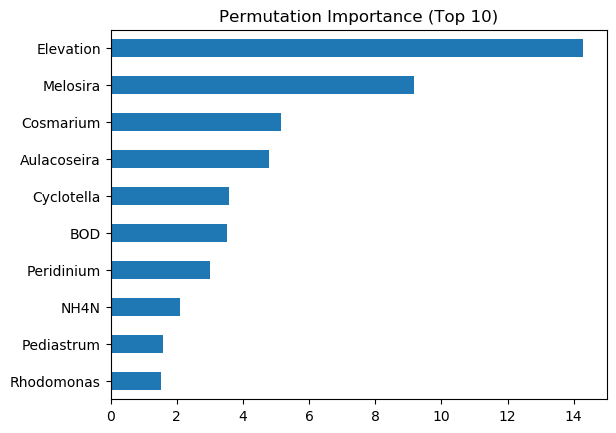 Permutation Importance (Top 10)
Elevation
Melosira
Cosmarium
Aulacoseira
Cyclotella
BOD
Peridinium
NH4N
Pediastrum
Rhodomonas
0 2 4 6 8 10 12 14